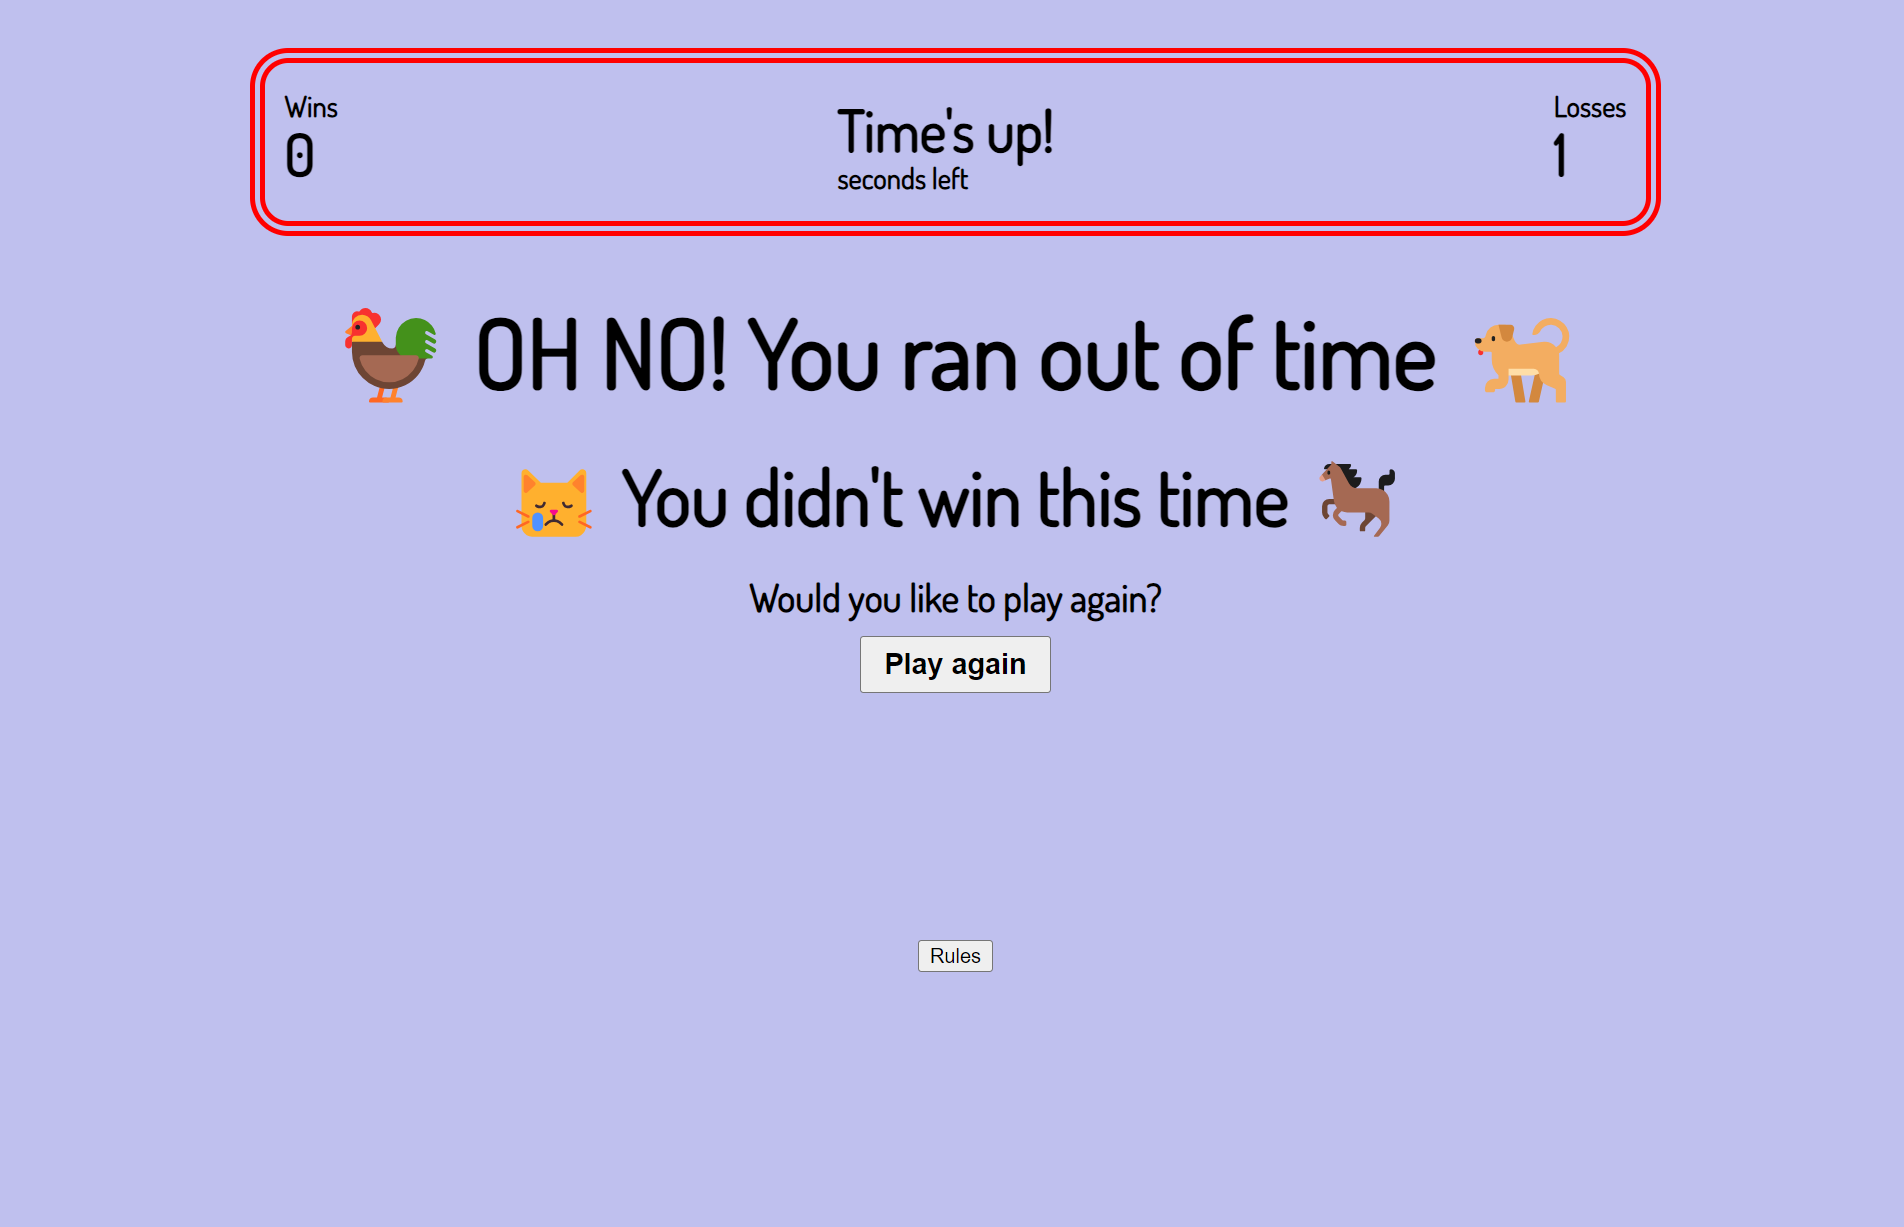 Wins
0
Time's up!
seconds left
Losses
1
OH NO! You ran out of time
You didn't win this time
Would you like to play again?
Play again
Rules